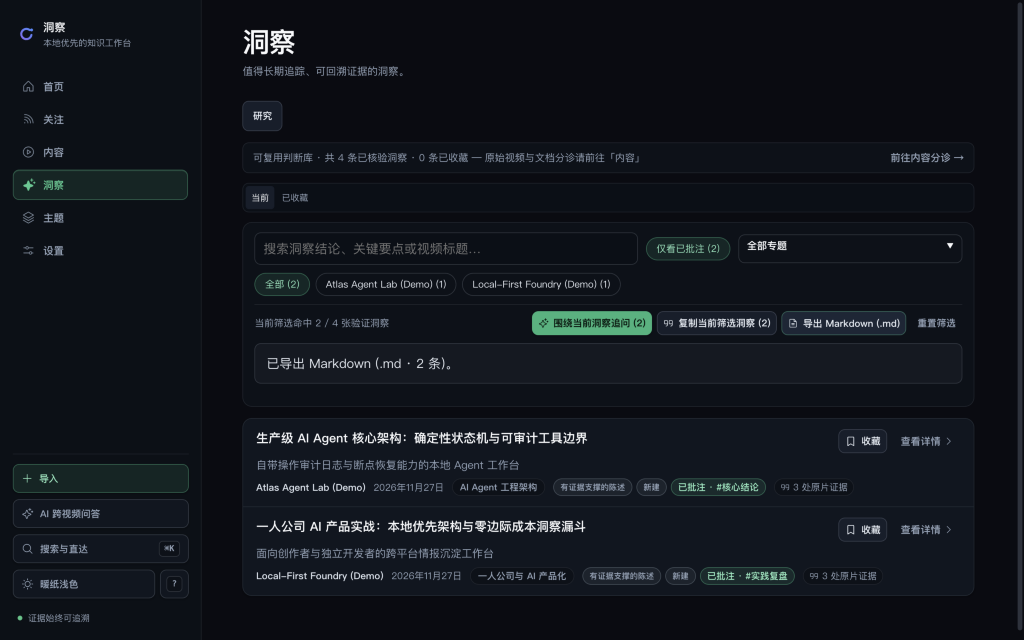 洞察
本地优先的知识工作台
首页
关注
内容
洞察
主题
设置
导入
AI 跨视频问答
搜索与直达 ⌘K
暖纸浅色 ?
证据始终可追溯
洞察
值得长期追踪、可回溯证据的洞察。
研究
可复用判断库 · 共 4 条已核验洞察 · 0 条已收藏 — 原始视频与文档分诊请前往「内容」 前往内容分诊 →
当前 已收藏
搜索洞察结论、关键要点或视频标题… 仅看已批注 (2) 全部专题
全部 (2) Atlas Agent Lab (Demo) (1) Local-First Foundry (Demo) (1)
当前筛选命中 2 / 4 张验证洞察 围绕当前洞察追问 (2) 复制当前筛选洞察 (2) 导出 Markdown (.md) 重置筛选
已导出 Markdown (.md · 2 条)。
生产级 AI Agent 核心架构：确定性状态机与可审计工具边界 收藏 查看详情
自带操作审计日志与断点恢复能力的本地 Agent 工作台
Atlas Agent Lab (Demo) 2026年11月27日 AI Agent 工程架构 有证据支撑的陈述 新建 已批注 · #核心结论 3 处原片证据
一人公司 AI 产品实战：本地优先架构与零边际成本洞察漏斗 收藏 查看详情
面向创作者与独立开发者的跨平台情报沉淀工作台
Local-First Foundry (Demo) 2026年11月27日 一人公司与 AI 产品化 有证据支撑的陈述 新建 已批注 · #实践复盘 3 处原片证据